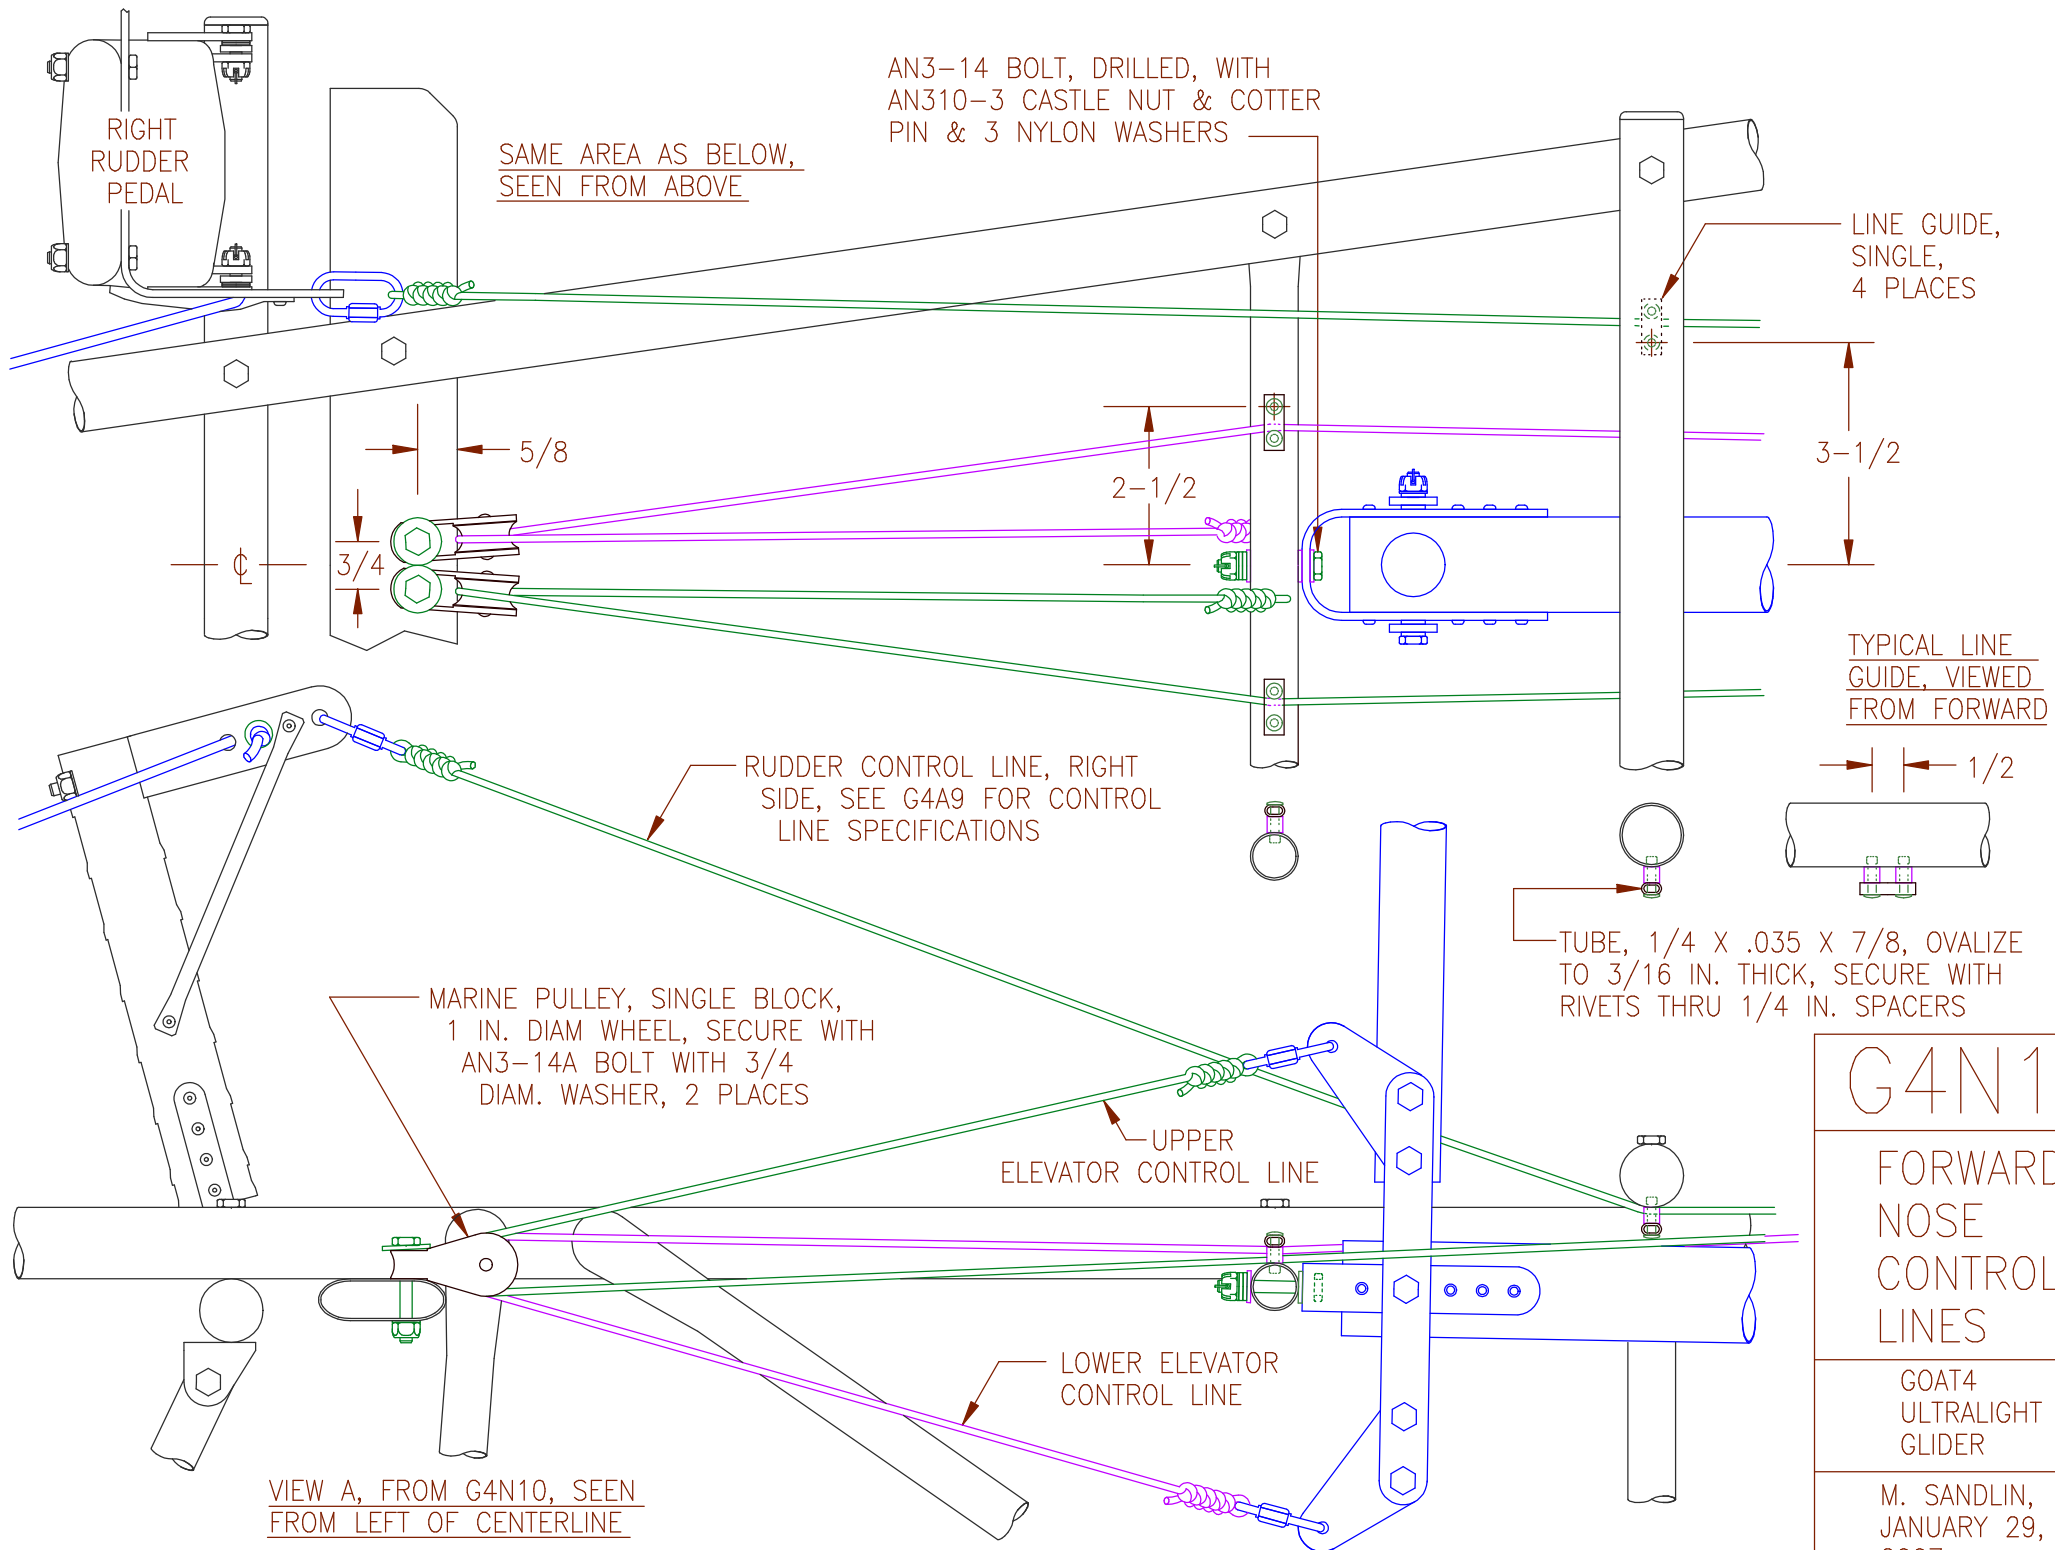 RIGHT
RUDDER
PEDAL
SAME AREA AS BELOW,
SEEN FROM ABOVE
AN3-14 BOLT, DRILLED, WITH
AN310-3 CASTLE NUT & COTTER
PIN & 3 NYLON WASHERS
LINE GUIDE,
SINGLE,
4 PLACES
5/8
2-1/2
3-1/2
3/4
℄
TYPICAL LINE
GUIDE, VIEWED
FROM FORWARD
1/2
RUDDER CONTROL LINE, RIGHT
SIDE, SEE G4A9 FOR CONTROL
LINE SPECIFICATIONS
TUBE, 1/4 X .035 X 7/8, OVALIZE
TO 3/16 IN. THICK, SECURE WITH
RIVETS THRU 1/4 IN. SPACERS
MARINE PULLEY, SINGLE BLOCK,
1 IN. DIAM WHEEL, SECURE WITH
AN3-14A BOLT WITH 3/4
DIAM. WASHER, 2 PLACES
UPPER
ELEVATOR CONTROL LINE
LOWER ELEVATOR
CONTROL LINE
VIEW A, FROM G4N10, SEEN
FROM LEFT OF CENTERLINE
G4N1
FORWARD
NOSE
CONTROL
LINES
GOAT4
ULTRALIGHT
GLIDER
M. SANDLIN,
JANUARY 29,